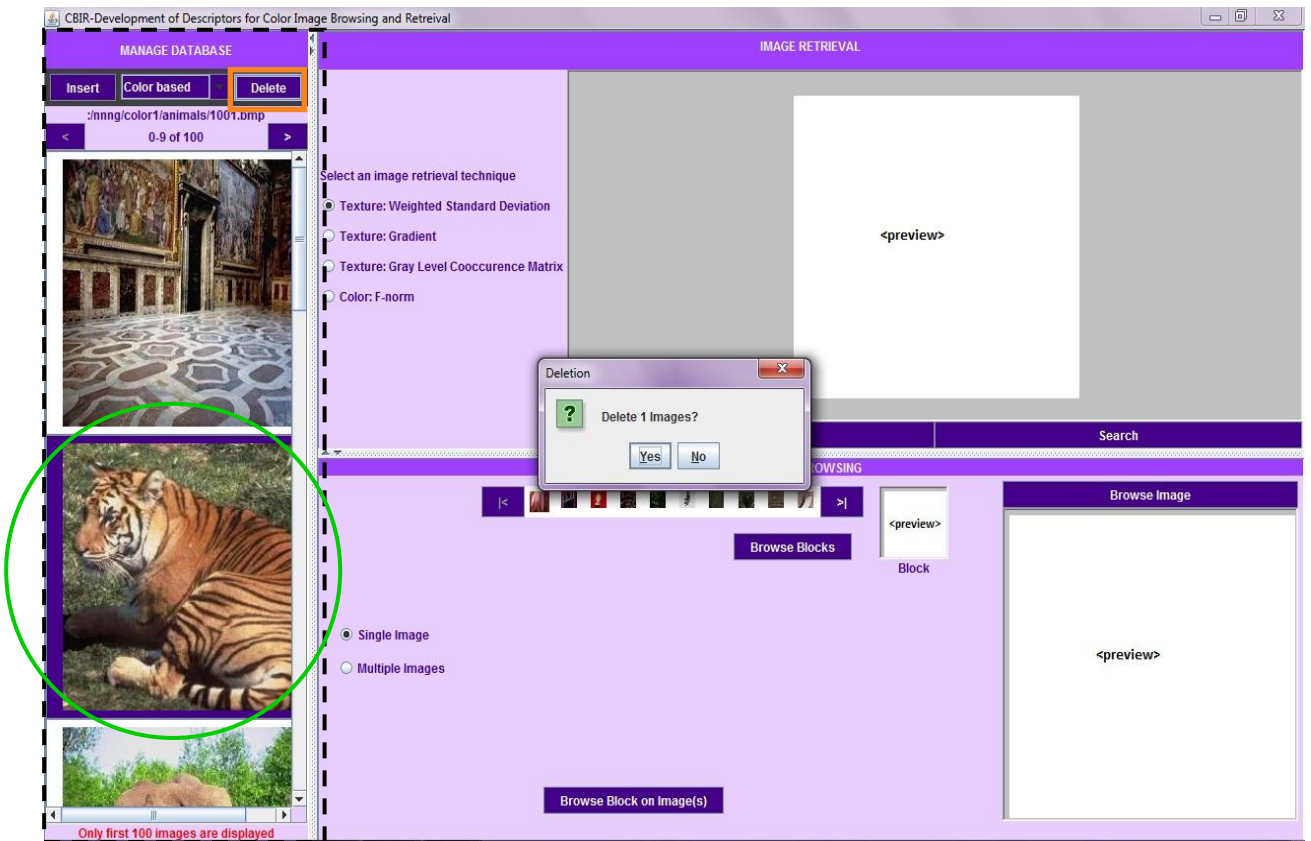 CBIR-Development of Descriptors for Color Image Browsing and Retreival
MANAGE DATABASE
IMAGE RETRIEVAL
Insert
Color based
Delete
:/nnng/color1/animals/1001.bmp
<
0-9 of 100
>
Select an image retrieval technique
Texture: Weighted Standard Deviation
Texture: Gradient
Texture: Gray Level Cooccurence Matrix
Color: F-norm
<preview>
Deletion
Delete 1 Images?
Yes
No
Search
OWSING
|<
>|
Browse Blocks
<preview>
Block
Browse Image
<preview>
Single Image
Multiple Images
Browse Block on Image(s)
Only first 100 images are displayed